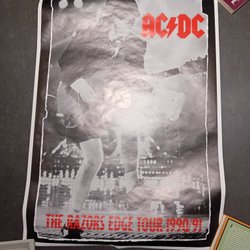 AC/DC
THE RAZORS EDGE TOUR 1990/91